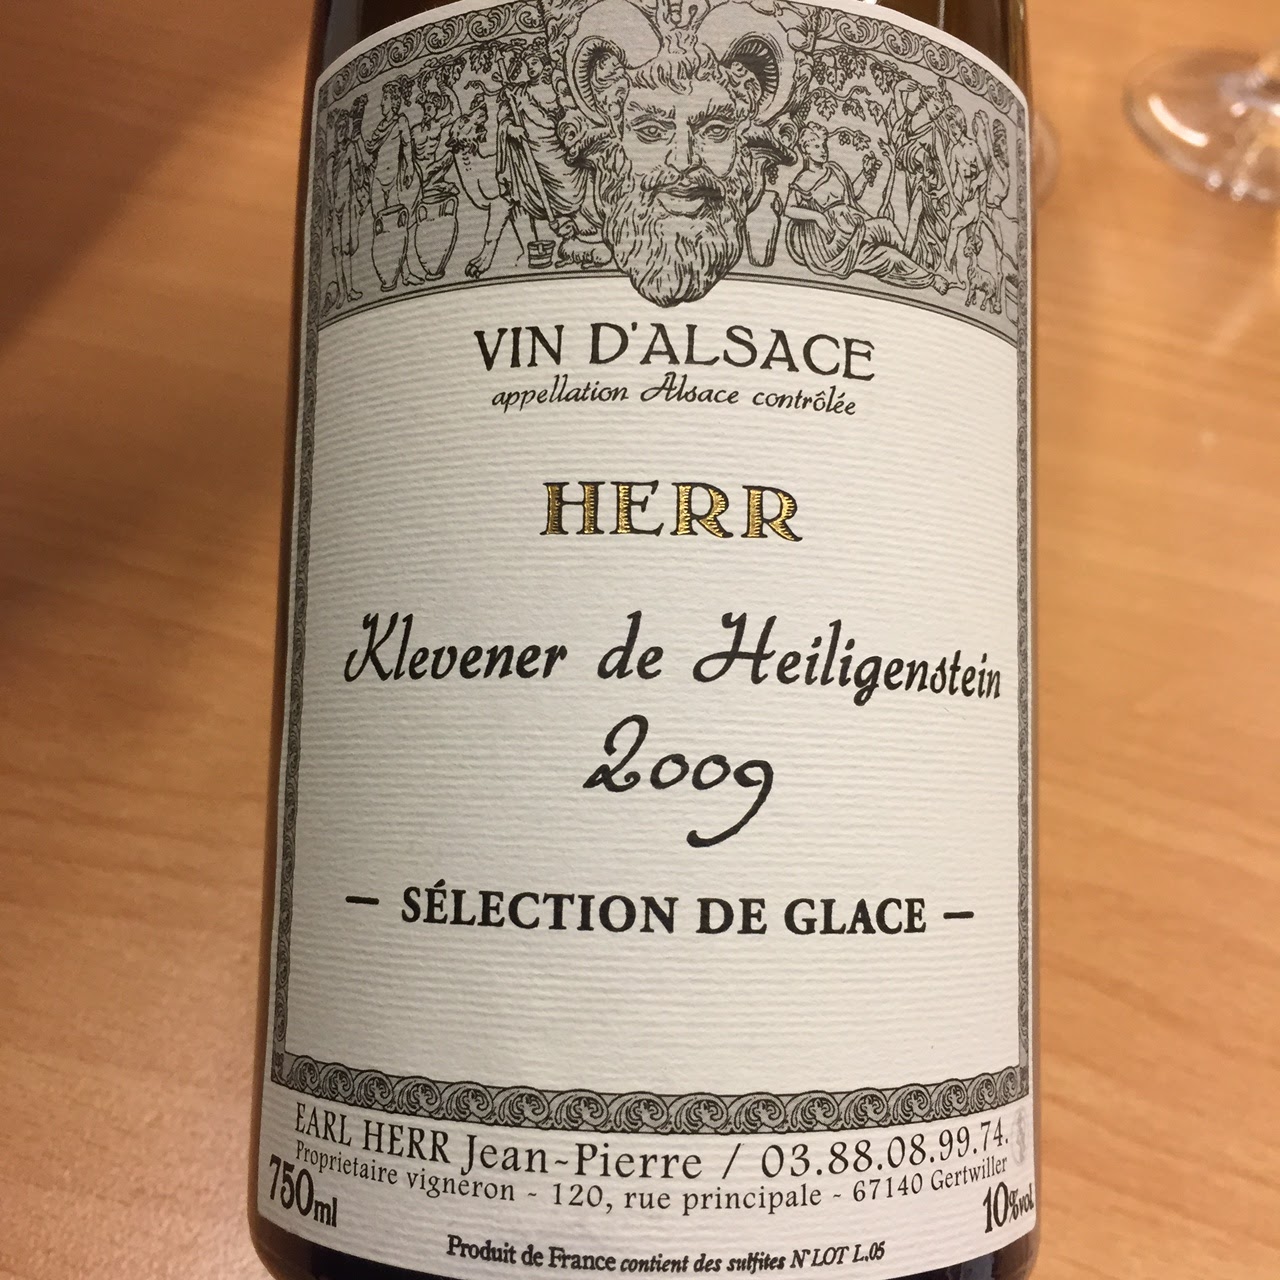 VIN D'ALSACE
appellation Alsace contrôlée
HERR
Klevener de Heiligenstein
2009
– SÉLECTION DE GLACE –
EARL HERR Jean-Pierre / 03.88.08.99.74.
Proprietaire vigneron - 120, rue principale - 67140 Gertwiller
750ml
10%vol.
Produit de France contient des sulfites N°LOT L.05